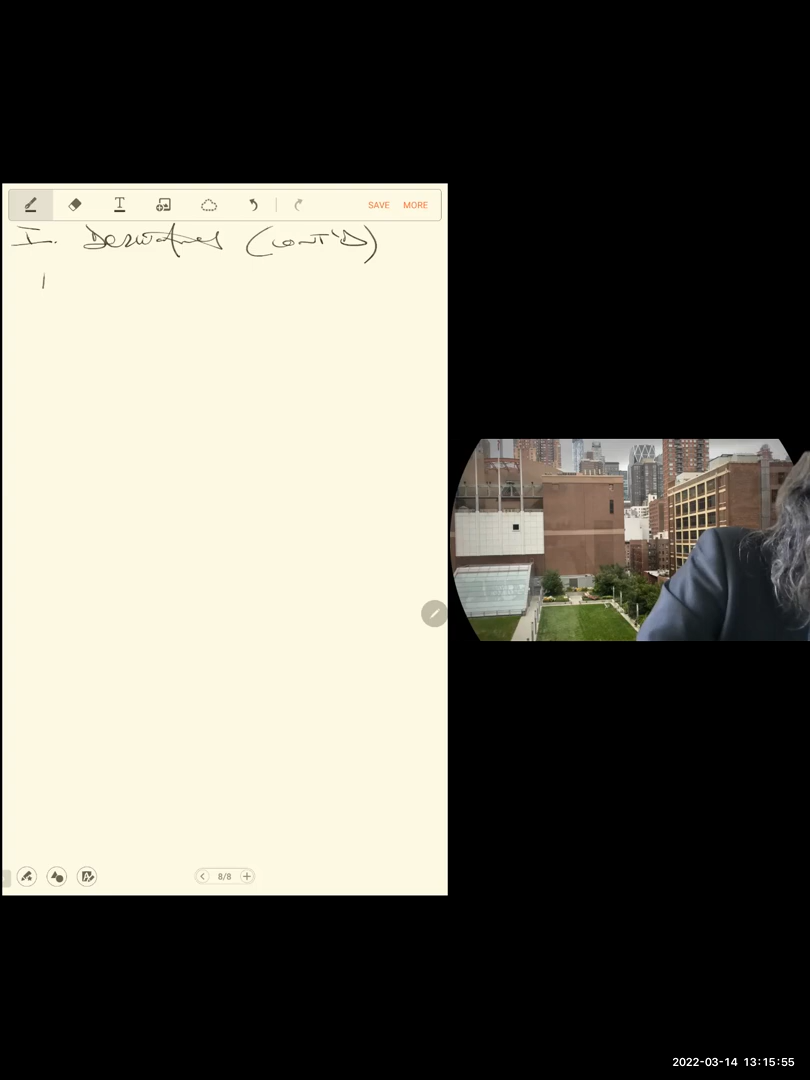 T SAVE MORE
I. Derivatives (CONT'D)
8/8
2022-03-14 13:15:55